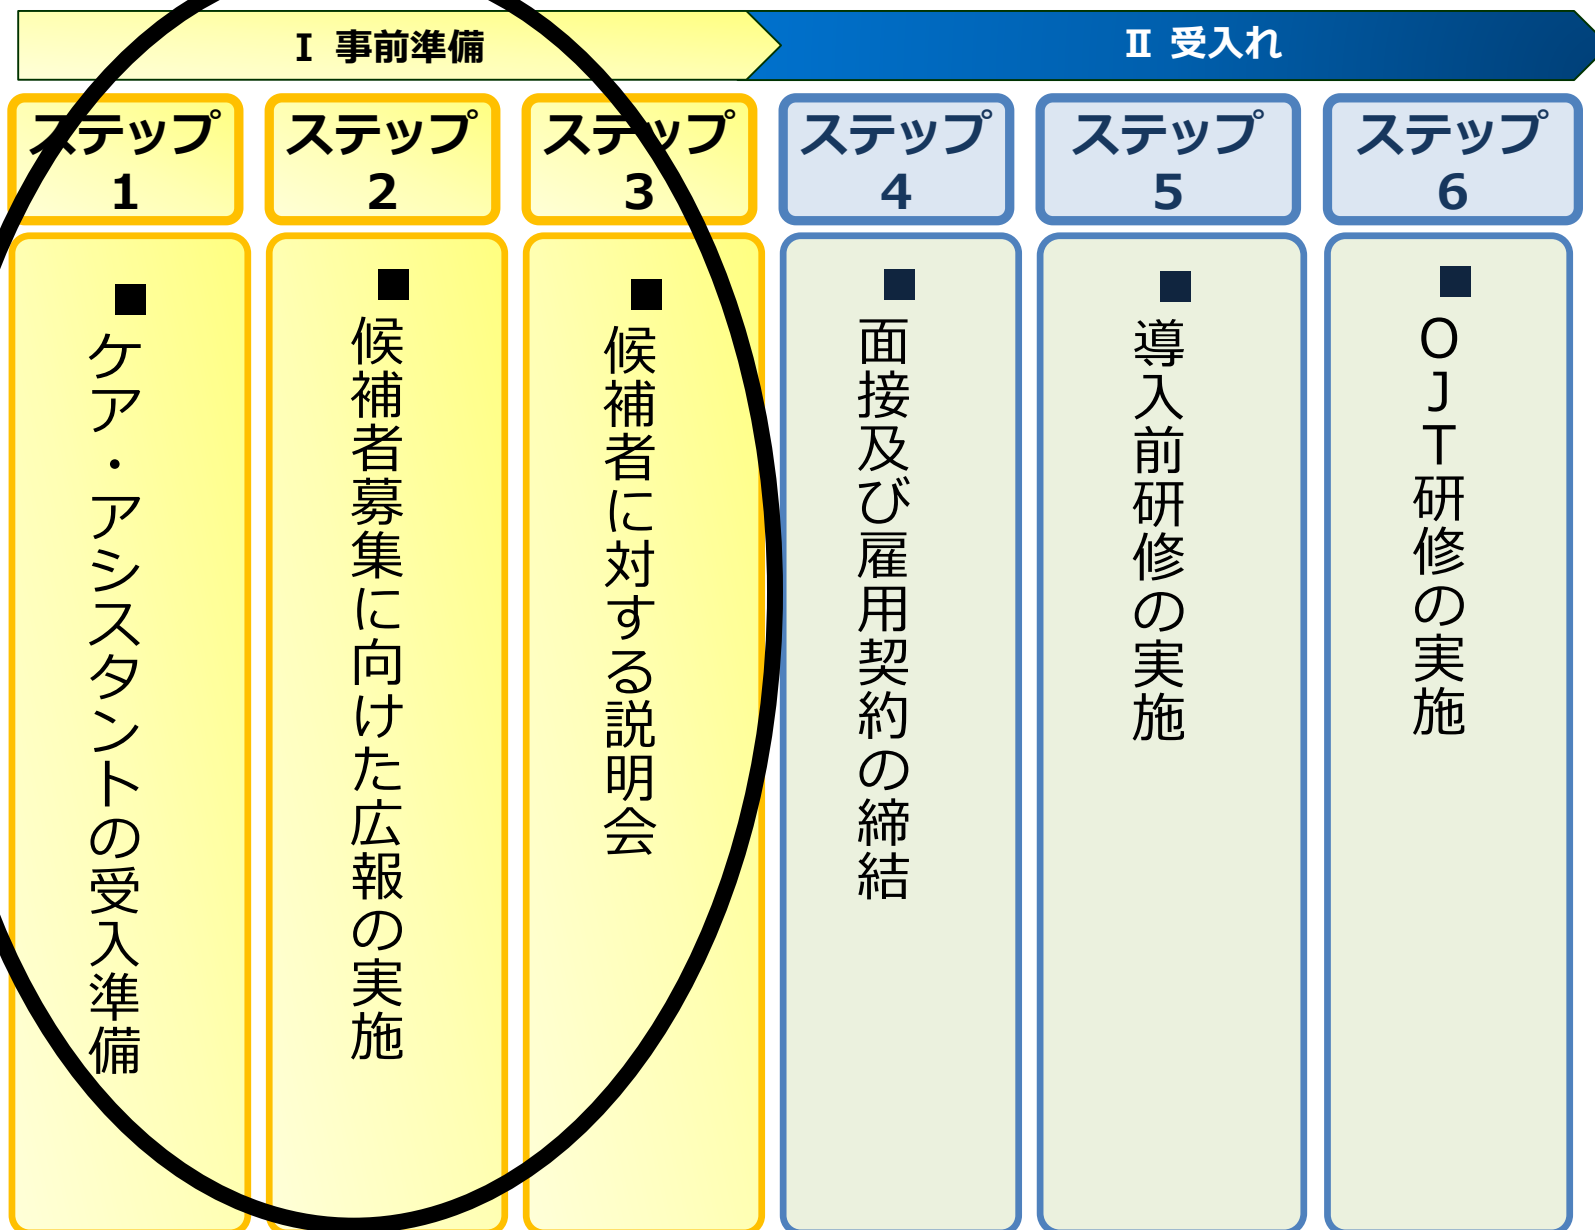 Ⅰ 事前準備
Ⅱ 受入れ
ステップ
1
ステップ
2
ステップ
3
ステップ
4
ステップ
5
ステップ
6
■ケア・アシスタントの受入準備
■候補者募集に向けた広報の実施
■候補者に対する説明会
■面接及び雇用契約の締結
■導入前研修の実施
■ＯＪＴ研修の実施